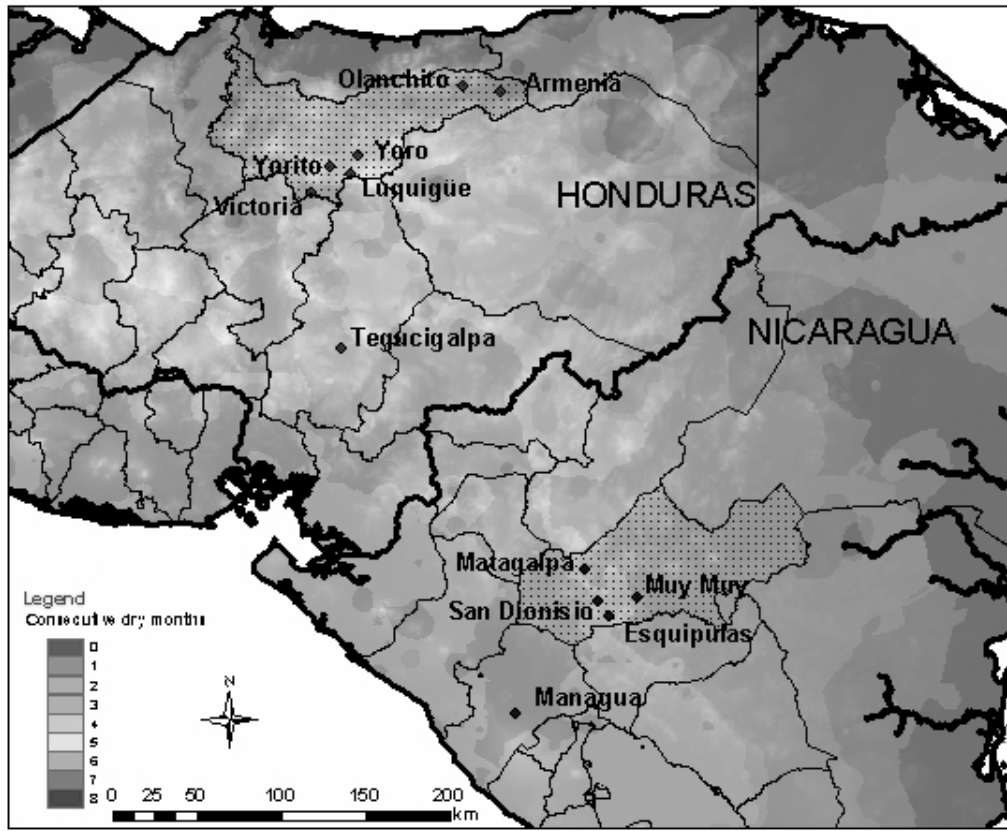 Olanchito
Armenia
Yoro
Yorito
Luquigüe
Victoria
HONDURAS
NICARAGUA
Tegucigalpa
Matagalpa
Muy Muy
San Dionisio
Esquipulas
Managua
Legend
Consecutive dry months
0
1
2
3
4
5
6
7
8
N
0 25 50 100 150 200
km